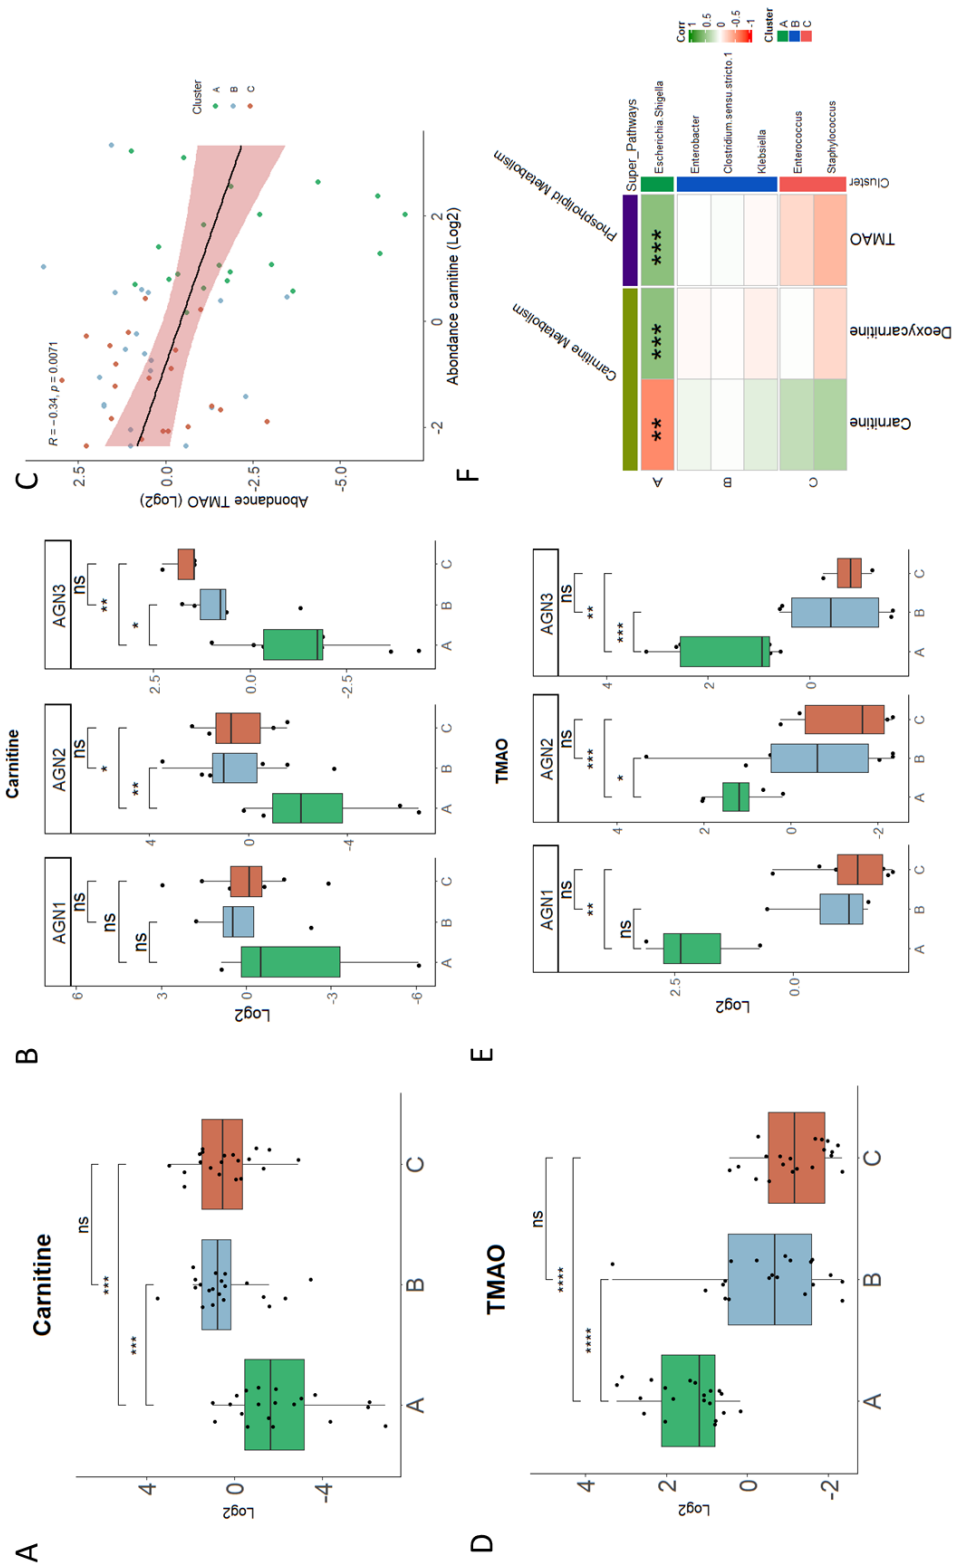 A
Carnitine
ns
***
***
4
0
-4
Log2
A
B
C
B
Carnitine
AGN1
AGN2
AGN3
ns
ns
ns
6
3
0
-3
-6
Log2
A
B
C
ns
*
**
4
0
-4
A
B
C
ns
**
*
2.5
0.0
-2.5
A
B
C
C
R = −0.34, p = 0.0071
2.5
0.0
-2.5
-5.0
Abondance TMAO (Log2)
-2
0
2
Abondance carnitine (Log2)
Cluster
A
B
C
D
TMAO
ns
****
****
4
2
0
-2
Log2
A
B
C
E
TMAO
AGN1
AGN2
AGN3
ns
**
ns
2.5
0.0
Log2
A
B
C
ns
***
*
4
2
0
-2
A
B
C
ns
**
***
4
2
0
A
B
C
F
Carnitine Metabolism
Phospholipid Metabolism
Super_Pathways
A
**
***
***
Escherichia.Shigella
B
Enterobacter
Clostridium.sensu.stricto.1
Klebsiella
C
Enterococcus
Staphylococcus
Carnitine
Deoxycarnitine
TMAO
Cluster
Corr
1
0.5
0
-0.5
-1
Cluster
A
B
C